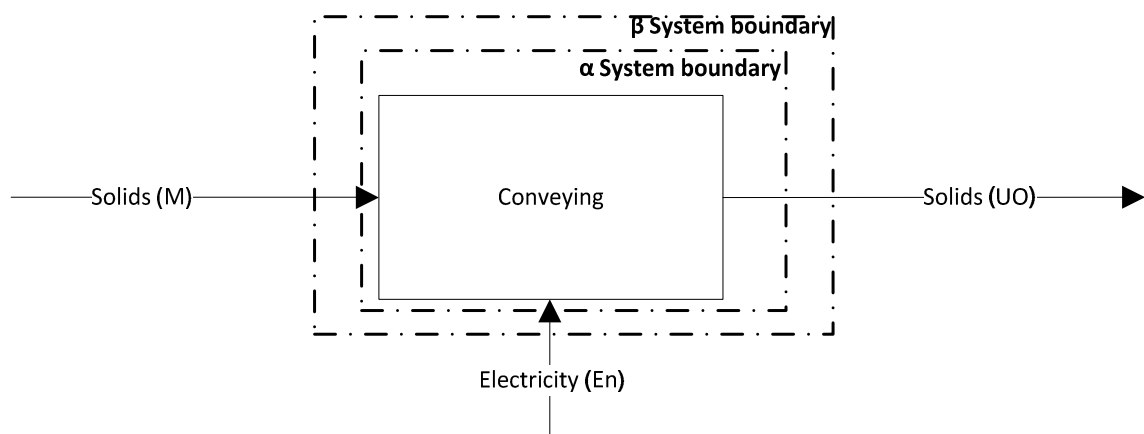 β System boundary
α System boundary
Solids (M)
Conveying
Solids (UO)
Electricity (En)